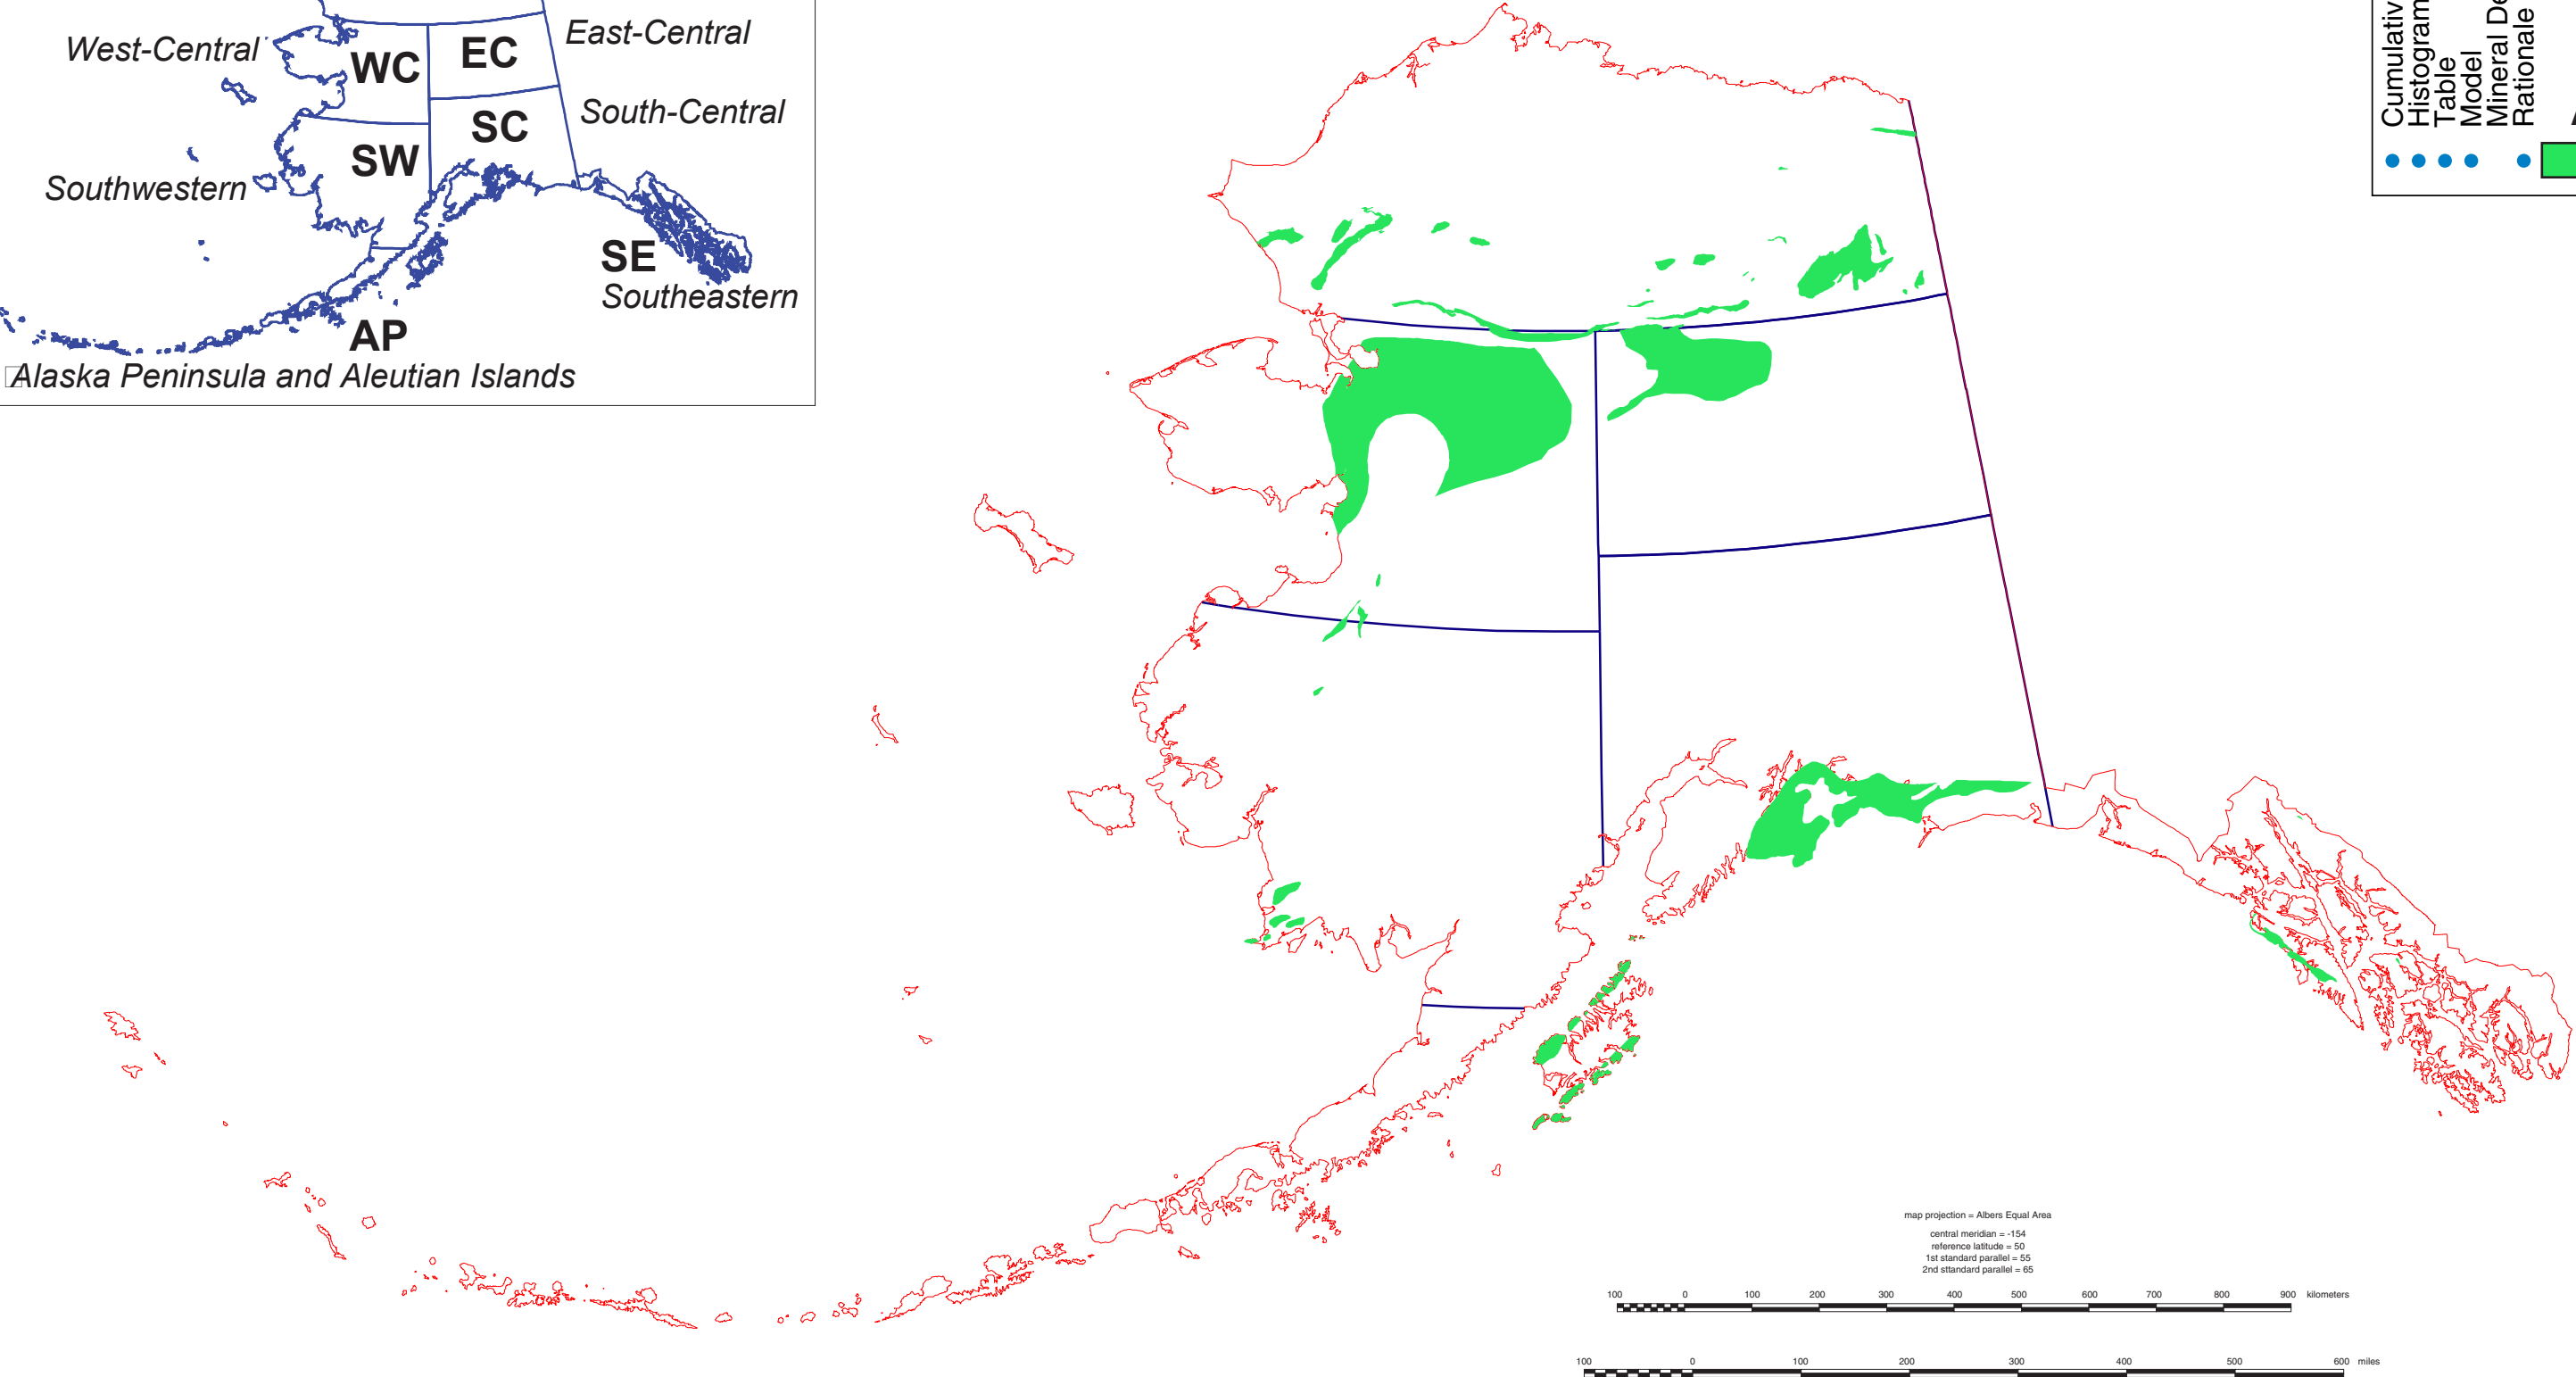 West-Central
WC
EC
East-Central
SW
SC
South-Central
Southwestern
SE
Southeastern
AP
Alaska Peninsula and Aleutian Islands
Histogram
Table
Model
Mineral
Rationale
map projection = Albers Equal Area
central meridian = -154
reference latitude = 50
1st standard parallel = 55
2nd sttandard parallel = 65
100 0 100 200 300 400 500 600 700 800 900 kilometers
100 0 100 200 300 400 500 600 miles